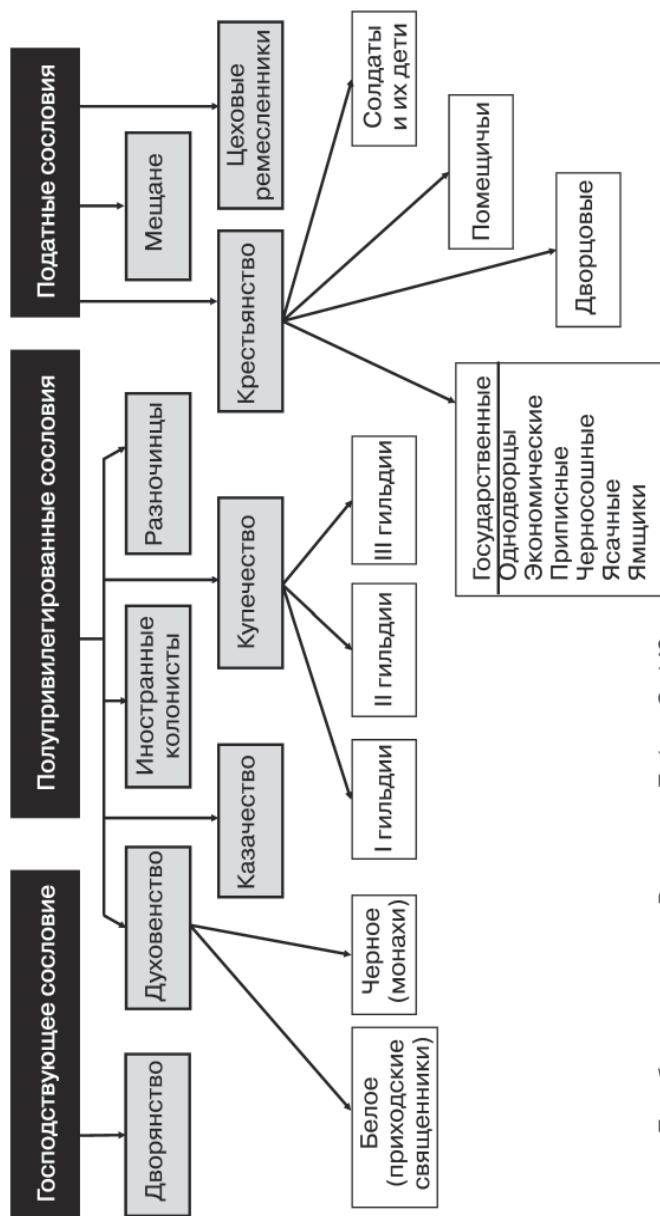 Господствующее сословие
Полупривилегированные сословия
Податные сословия
Дворянство
Духовенство
Иностранные
колонисты
Разночинцы
Мещане
Казачество
Купечество
Крестьянство
Цеховые
ремесленники
Белое
(приходские
священники)
Черное
(монахи)
I гильдии
II гильдии
III гильдии
Солдаты
и их дети
Государственные
Однодворцы
Экономические
Приписные
Черносошные
Ясачные
Ямщики
Помещичьи
Дворцовые